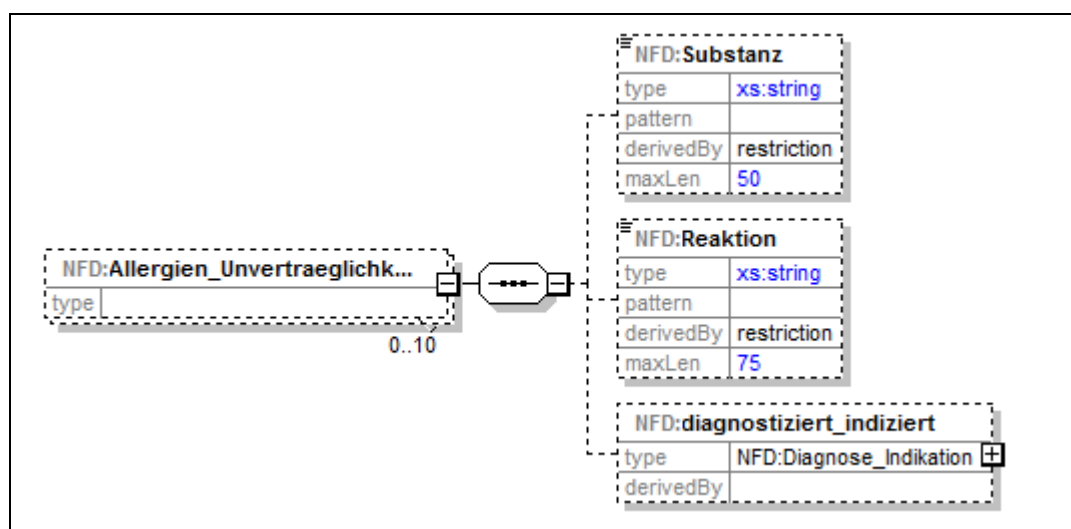 NFD:Substanz
type xs:string
pattern
derivedBy restriction
maxLen 50
NFD:Reaktion
type xs:string
pattern
derivedBy restriction
maxLen 75
NFD:Allergien_Unvertraeglichk...
type
0..10
NFD:diagnostiziert_indiziert
type NFD:Diagnose_Indikation
derivedBy